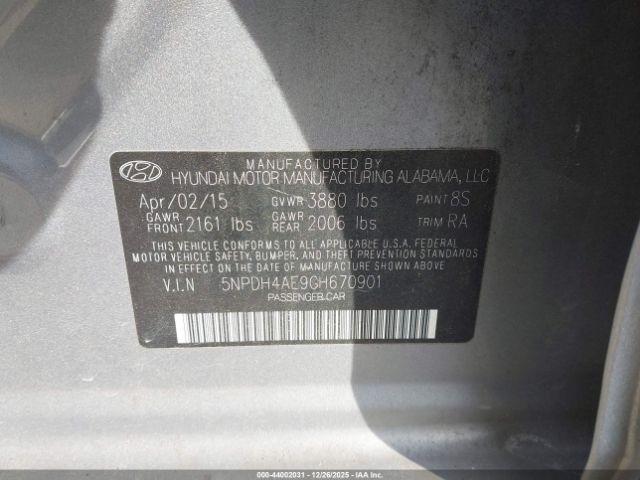 MANUFACTURED BY
HYUNDAI MOTOR MANUFACTURING ALABAMA, LLC
Apr/02/15 GVWR 3880 lbs PAINT 8S
GAWR FRONT 2161 lbs GAWR REAR 2006 lbs TRIM RA
THIS VEHICLE CONFORMS TO ALL APPLICABLE U.S.A. FEDERAL
MOTOR VEHICLE SAFETY, BUMPER, AND THEFT PREVENTION STANDARDS
IN EFFECT ON THE DATE OF MANUFACTURE SHOWN ABOVE.
V.I.N 5NPDH4AE9GH670901
PASSENGER CAR
000-44002031 - 12/26/2025 - IAAI.COM